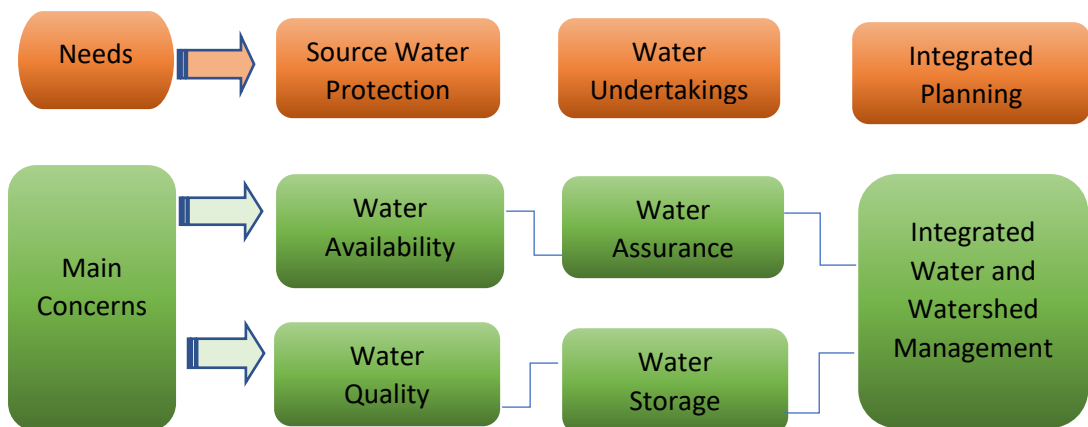 Needs
Source Water
Protection
Water
Undertakings
Integrated
Planning
Main
Concerns
Water
Availability
Water
Assurance
Integrated
Water and
Watershed
Management
Water
Quality
Water
Storage